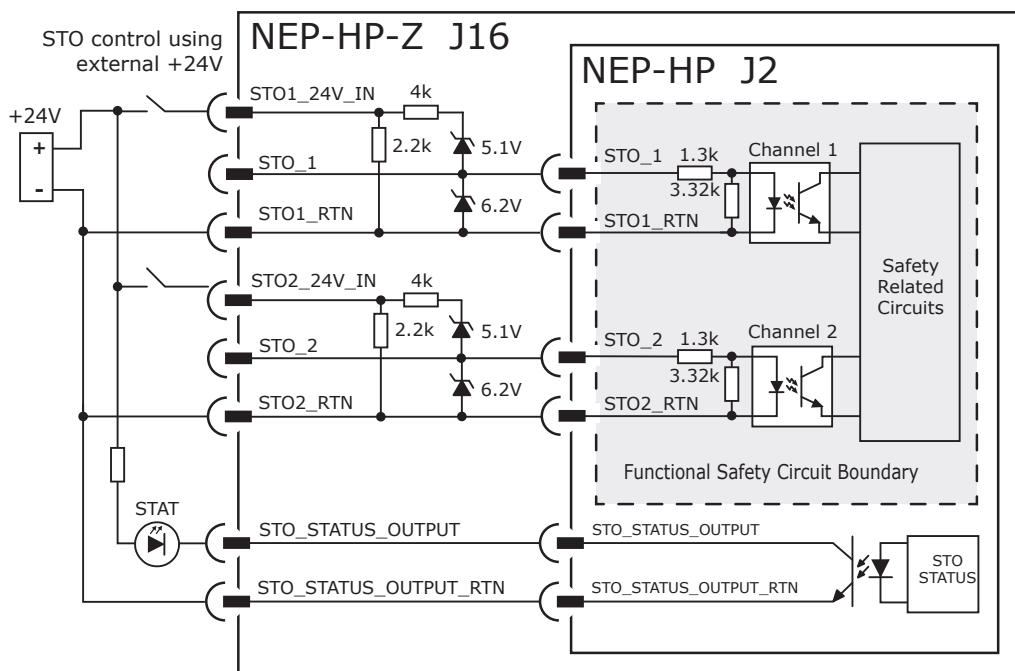 STO control using
external +24V
NEP-HP-Z J16
NEP-HP J2
+24V
+
-
STO1_24V_IN
4k
2.2k
5.1V
STO_1
6.2V
STO1_RTN
STO_1
1.3k
Channel 1
3.32k
STO1_RTN
Safety
Related
Circuits
STO2_24V_IN
4k
2.2k
5.1V
STO_2
6.2V
STO2_RTN
STO_2
1.3k
Channel 2
3.32k
STO2_RTN
Functional Safety Circuit Boundary
STAT
STO_STATUS_OUTPUT
STO_STATUS_OUTPUT
STO_STATUS_OUTPUT_RTN
STO_STATUS_OUTPUT_RTN
STO
STATUS